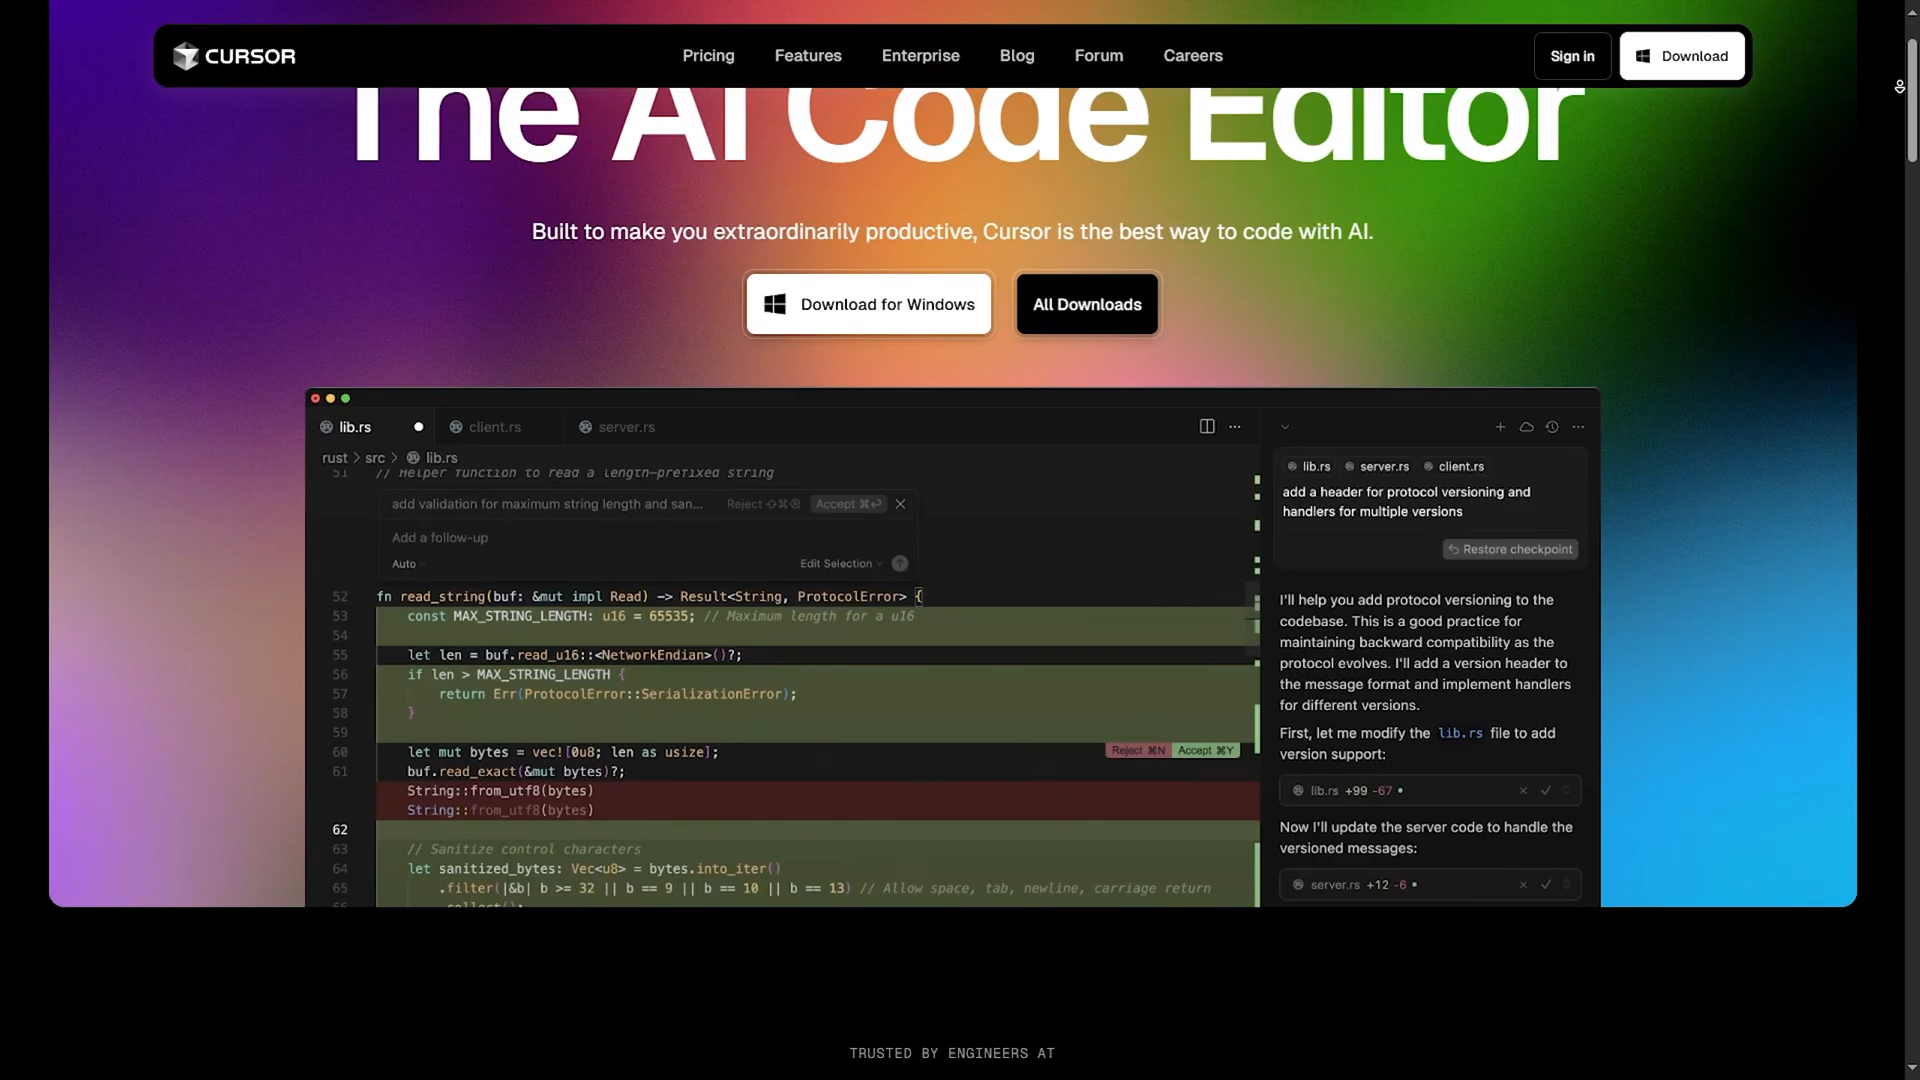 CURSOR
Pricing
Features
Enterprise
Blog
Forum
Careers
Sign in
Download
The AI Code Editor
Built to make you extraordinarily productive, Cursor is the best way to code with AI.
Download for Windows
All Downloads
lib.rs
client.rs
server.rs
rust > src > lib.rs
51 // Helper function to read a length-prefixed string
add validation for maximum string length and san... Reject ⇧⌘⌫ Accept ⌘⏎
Add a follow-up
Auto
Edit Selection
52 fn read_string(buf: &mut impl Read) -> Result<String, ProtocolError> {
53 const MAX_STRING_LENGTH: u16 = 65535; // Maximum length for a u16
54
55 let len = buf.read_u16::<NetworkEndian>()?;
56 if len > MAX_STRING_LENGTH {
57 return Err(ProtocolError::SerializationError);
58 }
59
60 let mut bytes = vec![0u8; len as usize];
Reject ⌘N Accept ⌘Y
61 buf.read_exact(&mut bytes)?;
String::from_utf8(bytes)
String::from_utf8(bytes)
62
63 // Sanitize control characters
64 let sanitized_bytes: Vec<u8> = bytes.into_iter()
65 .filter(|&b| b >= 32 || b == 9 || b == 10 || b == 13) // Allow space, tab, newline, carriage return
66 .collect();
lib.rs server.rs client.rs
add a header for protocol versioning and
handlers for multiple versions
Restore checkpoint
I'll help you add protocol versioning to the
codebase. This is a good practice for
maintaining backward compatibility as the
protocol evolves. I'll add a version header to
the message format and implement handlers
for different versions.
First, let me modify the lib.rs file to add
version support:
lib.rs +99 -67
Now I'll update the server code to handle the
versioned messages:
server.rs +12 -6
TRUSTED BY ENGINEERS AT